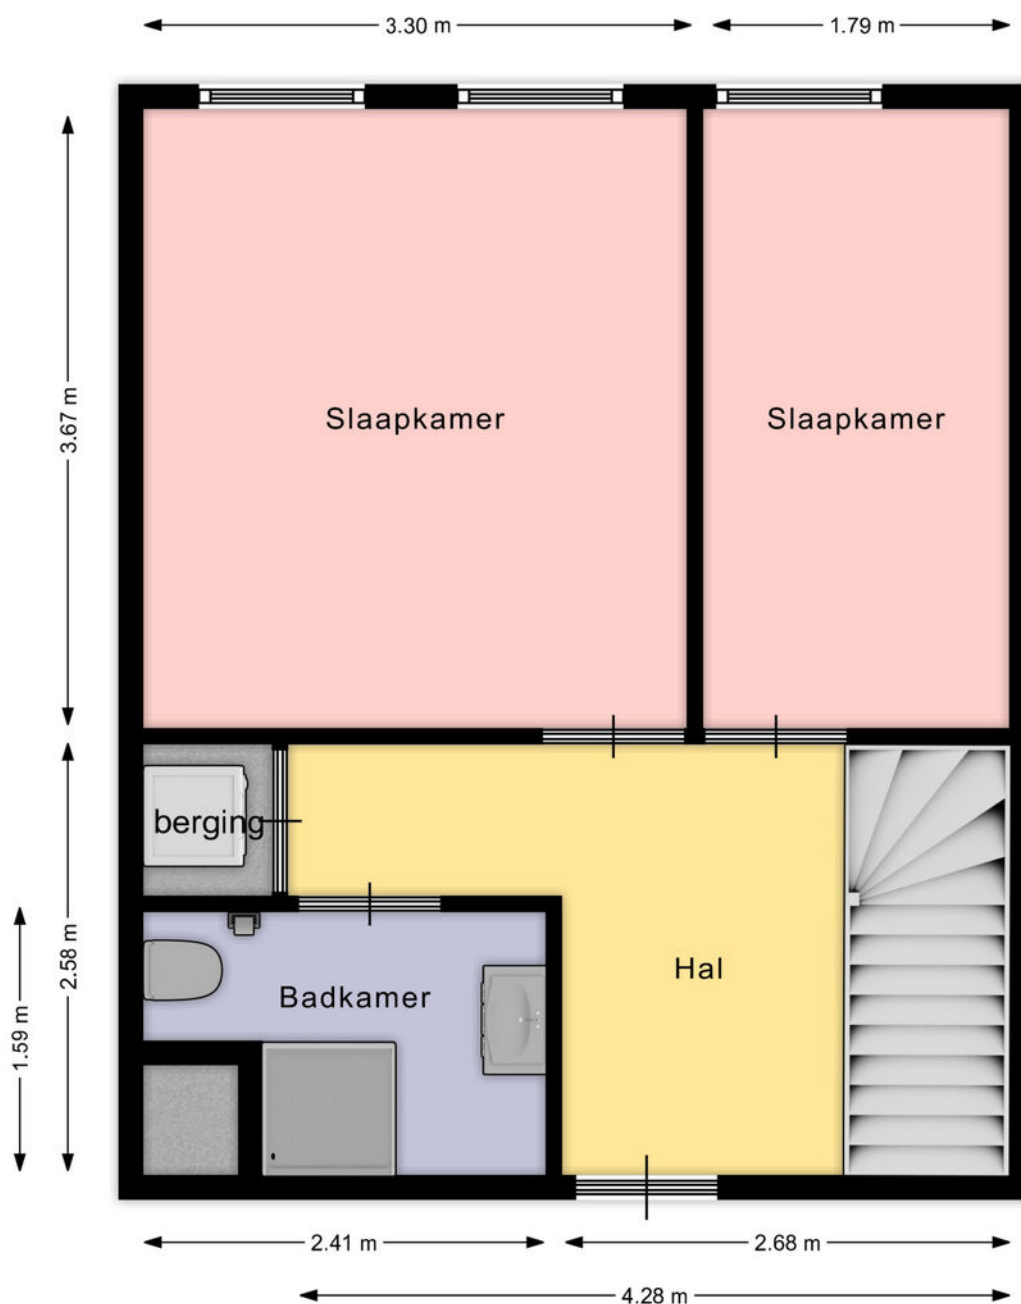 3.30 m
1.79 m
3.67 m
Slaapkamer
Slaapkamer
berging
2.58 m
1.59 m
Badkamer
Hal
2.41 m
2.68 m
4.28 m